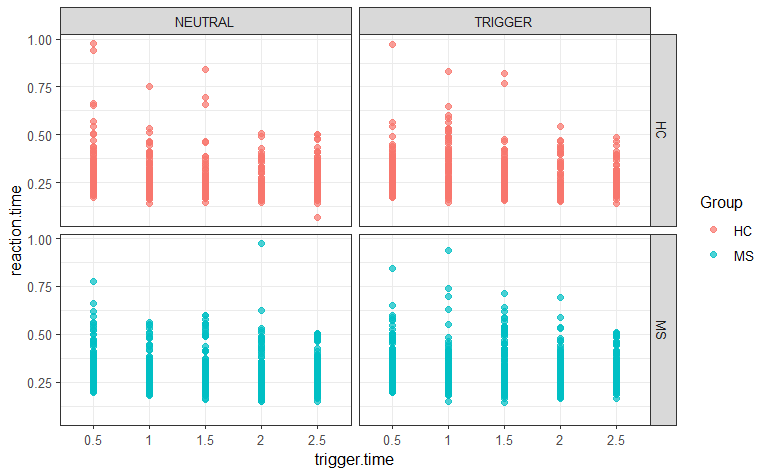 NEUTRAL
TRIGGER
1.00
0.75
0.50
0.25
HC
1.00
0.75
0.50
0.25
MS
reaction.time
0.5
1
1.5
2
2.5
0.5
1
1.5
2
2.5
trigger.time
Group
HC
MS